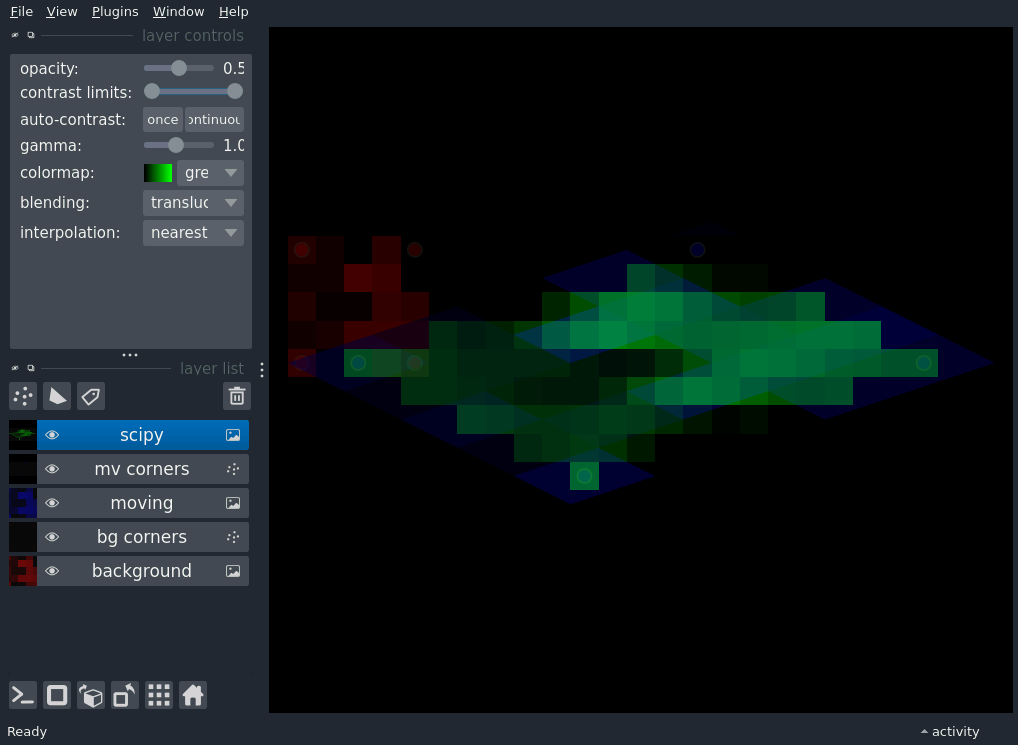 File View Plugins Window Help
layer controls
opacity: 0.5
contrast limits:
auto-contrast: once ontinuou
gamma: 1.0
colormap: gre
blending: transluc
interpolation: nearest
layer list
scipy
mv corners
moving
bg corners
background
Ready activity